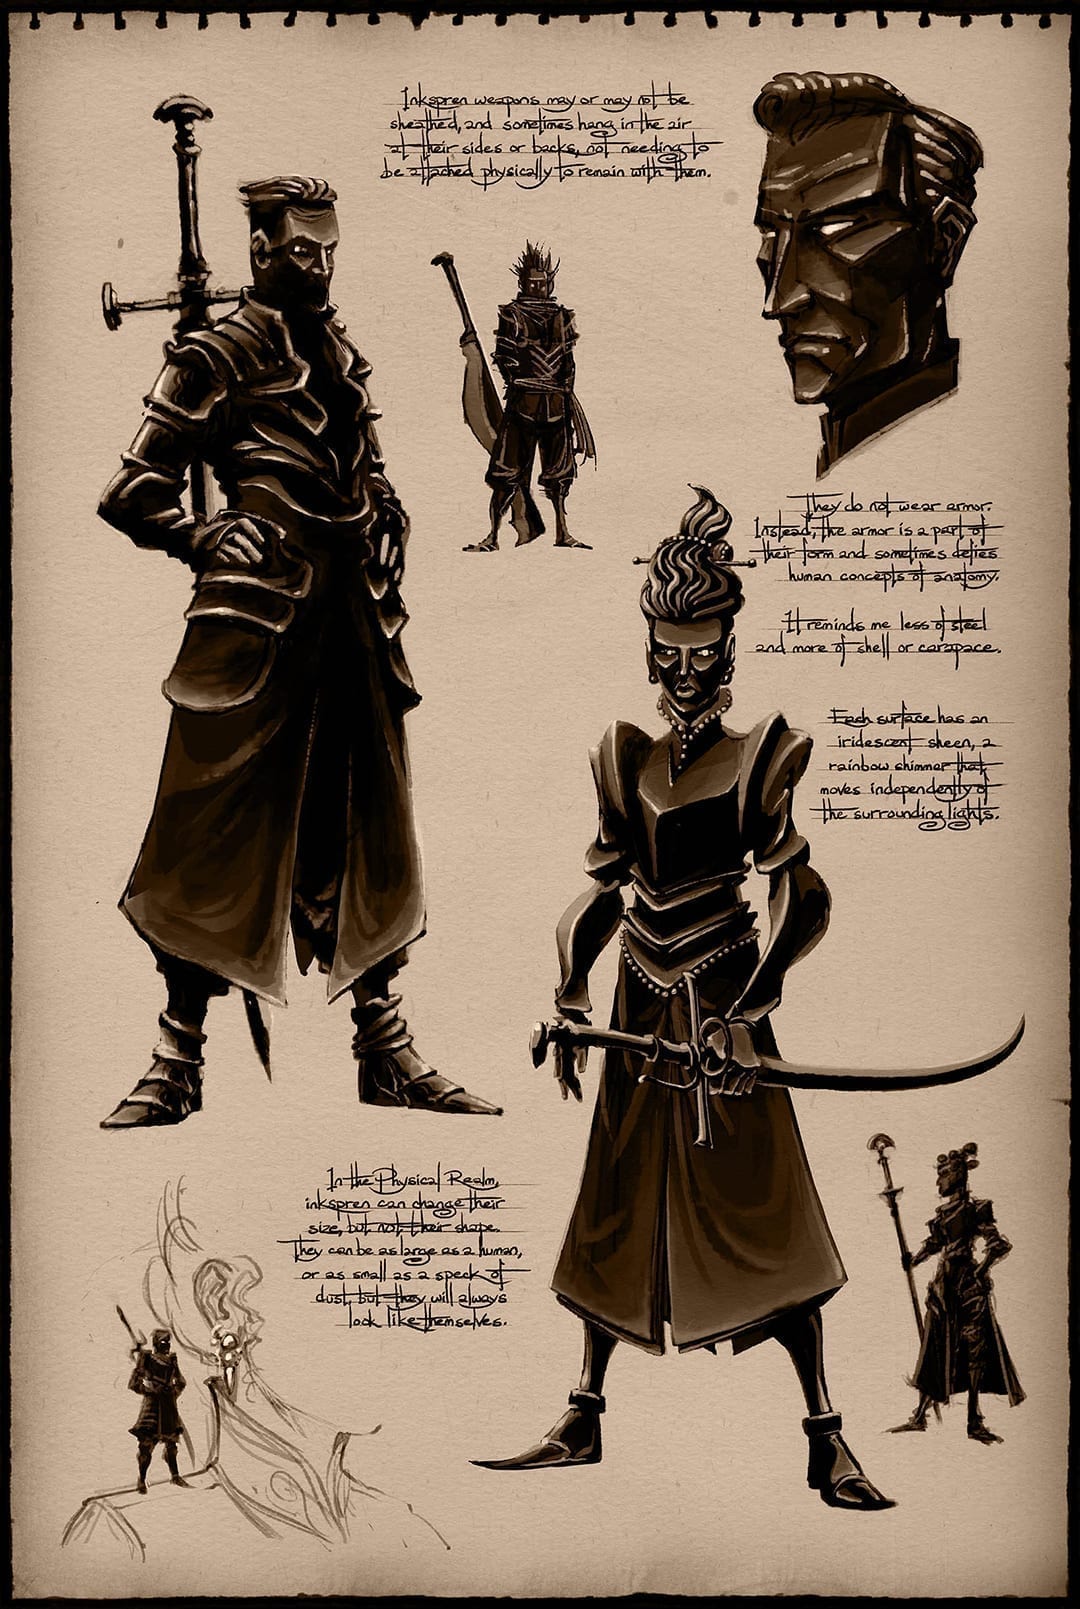 Inkspren weapons may or may not be
sheathed, and sometimes hang in the air
at their sides or backs, not needing to
be attached physically to remain with them.
They do not wear armor.
Instead, the armor is a part of
their form and sometimes defies
human concepts of anatomy.
It reminds me less of steel
and more of shell or carapace.
Each surface has an
iridescent sheen, a
rainbow shimmer that
moves independently of
the surrounding lights.
In the Physical Realm,
inkspren can change their
size, but not their shape.
They can be as large as a human,
or as small as a speck of
dust, but they will always
look like themselves.